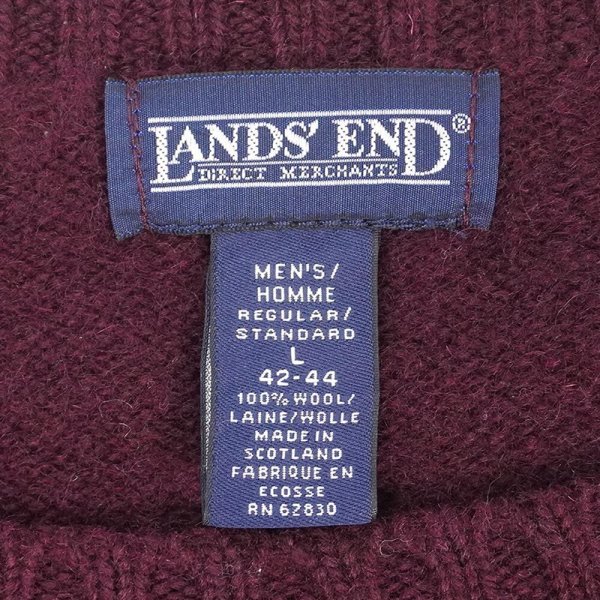 LANDS' END®
DIRECT MERCHANTS
MEN'S/
HOMME
REGULAR/
STANDARD
L
42-44
100% WOOL/
LAINE/WOLLE
MADE IN
SCOTLAND
FABRIQUE EN
ECOSSE
RN 62830